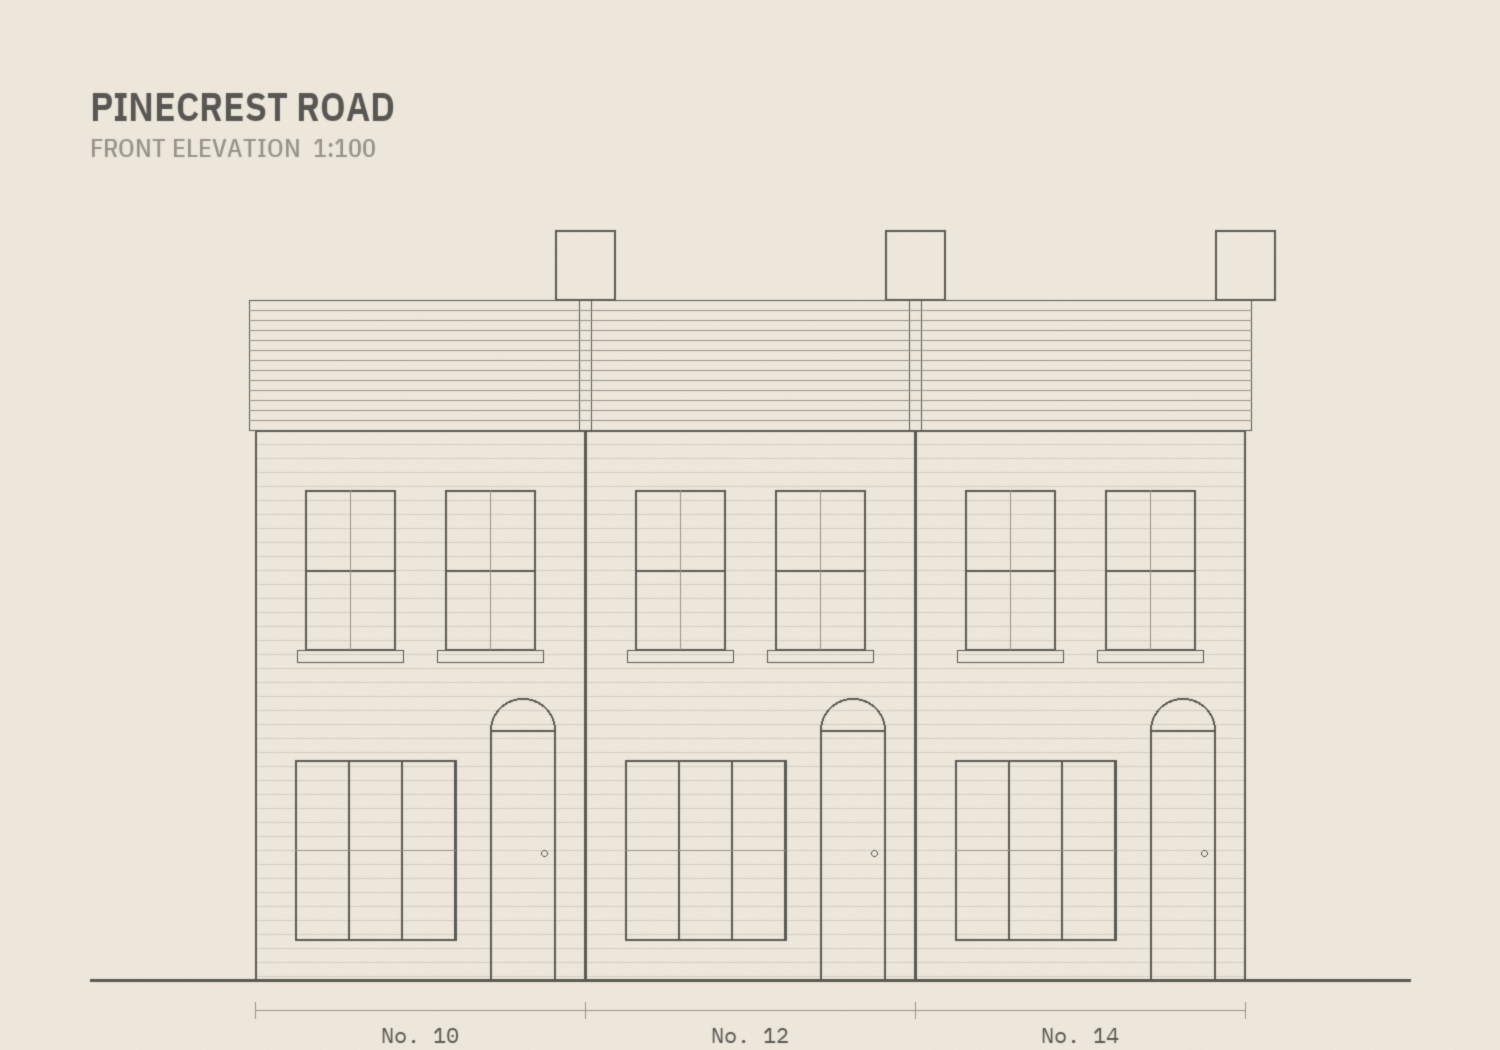 PINECREST ROAD
FRONT ELEVATION 1:100
No. 10
No. 12
No. 14